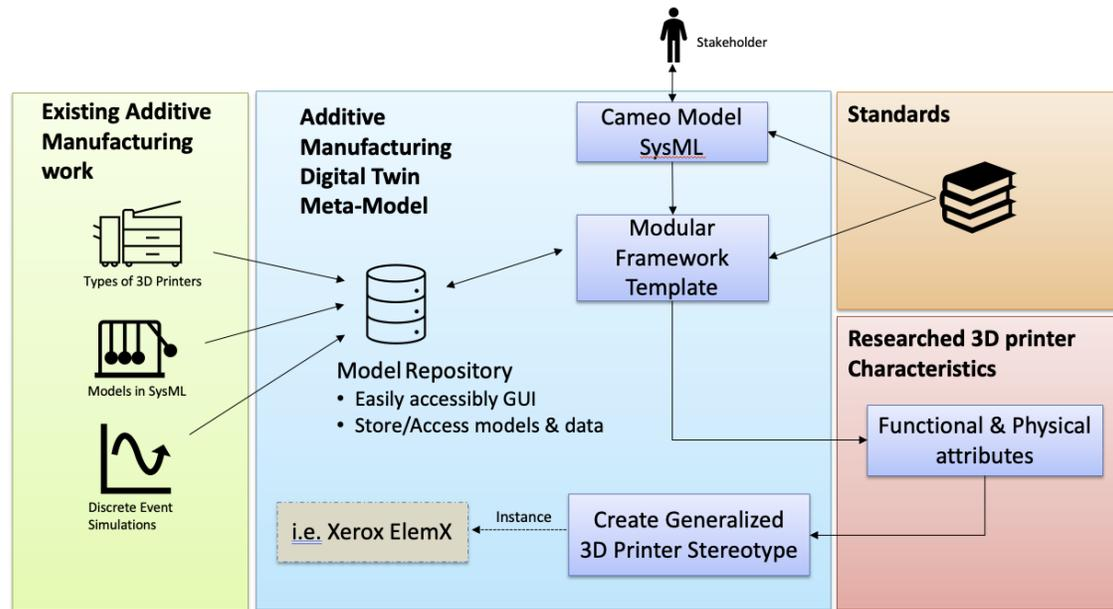 Stakeholder
Existing Additive
Manufacturing
work
Types of 3D Printers
Models in SysML
Discrete Event
Simulations
Additive
Manufacturing
Digital Twin
Meta-Model
Cameo Model
SysML
Modular
Framework
Template
Model Repository
• Easily accessibly GUI
• Store/Access models & data
i.e. Xerox ElemX
Instance
Create Generalized
3D Printer Stereotype
Standards
Researched 3D printer
Characteristics
Functional & Physical
attributes